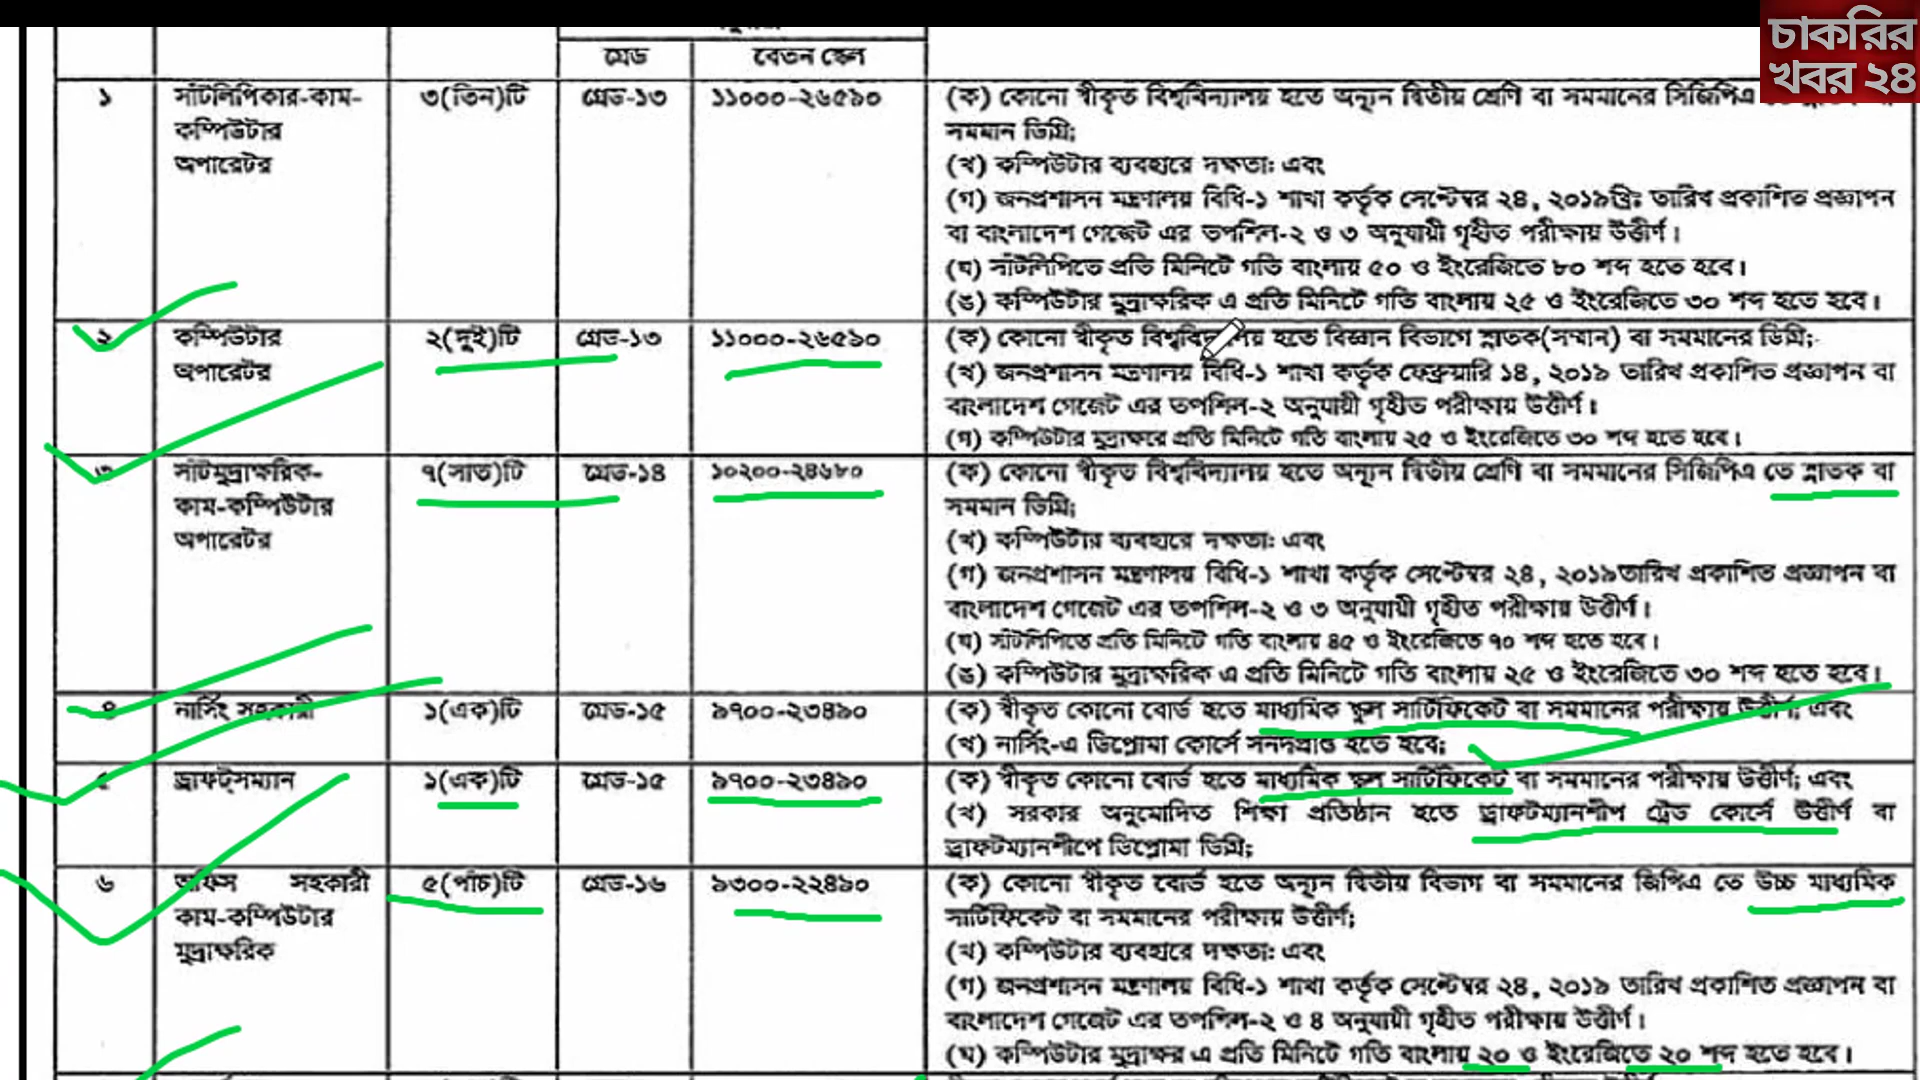 চাকরির
খবর ২৪
গ্রেড
বেতন স্কেল
১
সাঁটলিপিকার-কাম-
কম্পিউটার
অপারেটর
৩(তিন)টি
গ্রেড-১৩
১১০০০-২৬৫৯০
(ক) কোনো স্বীকৃত বিশ্ববিদ্যালয় হতে অন্যূন দ্বিতীয় শ্রেণি বা সমমানের সিজিপিএ
সমমান ডিগ্রি;
(খ) কম্পিউটার ব্যবহারে দক্ষতা: এবং
(গ) জনপ্রশাসন মন্ত্রণালয় বিধি-১ শাখা কর্তৃক সেপ্টেম্বর ২৪, ২০১৯খ্রিঃ তারিখ প্রকাশিত প্রজ্ঞাপন
বা বাংলাদেশ গেজেট এর তপশিল-২ ও ৩ অনুযায়ী গৃহীত পরীক্ষায় উত্তীর্ণ।
(ঘ) সাঁটলিপিতে প্রতি মিনিটে গতি বাংলায় ৫০ ও ইংরেজিতে ৮০ শব্দ হতে হবে।
(ঙ) কম্পিউটার মুদ্রাক্ষরিক এ প্রতি মিনিটে গতি বাংলায় ২৫ ও ইংরেজিতে ৩০ শব্দ হতে হবে।
২
কম্পিউটার
অপারেটর
২(দুই)টি
গ্রেড-১৩
১১০০০-২৬৫৯০
(ক) কোনো স্বীকৃত বিশ্ববিদ্যালয় হতে বিজ্ঞান বিভাগে স্নাতক(সম্মান) বা সমমানের ডিগ্রি;
(খ) জনপ্রশাসন মন্ত্রণালয় বিধি-১ শাখা কর্তৃক ফেব্রুয়ারি ১৪, ২০১৯ তারিখ প্রকাশিত প্রজ্ঞাপন বা
বাংলাদেশ গেজেট এর তপশিল-২ অনুযায়ী গৃহীত পরীক্ষায় উত্তীর্ণ।
(গ) কম্পিউটার মুদ্রাক্ষরে প্রতি মিনিটে গতি বাংলায় ২৫ ও ইংরেজিতে ৩০ শব্দ হতে হবে।
৩
সাঁটমুদ্রাক্ষরিক-
কাম-কম্পিউটার
অপারেটর
৭(সাত)টি
গ্রেড-১৪
১০২০০-২৪৬৮০
(ক) কোনো স্বীকৃত বিশ্ববিদ্যালয় হতে অন্যূন দ্বিতীয় শ্রেণি বা সমমানের সিজিপিএ তে স্নাতক বা
সমমান ডিগ্রি;
(খ) কম্পিউটার ব্যবহারে দক্ষতা: এবং
(গ) জনপ্রশাসন মন্ত্রণালয় বিধি-১ শাখা কর্তৃক সেপ্টেম্বর ২৪, ২০১৯তারিখ প্রকাশিত প্রজ্ঞাপন বা
বাংলাদেশ গেজেট এর তপশিল-২ ও ৩ অনুযায়ী গৃহীত পরীক্ষায় উত্তীর্ণ।
(ঘ) সাঁটলিপিতে প্রতি মিনিটে গতি বাংলায় ৪৫ ও ইংরেজিতে ৭০ শব্দ হতে হবে।
(ঙ) কম্পিউটার মুদ্রাক্ষরিক এ প্রতি মিনিটে গতি বাংলায় ২৫ ও ইংরেজিতে ৩০ শব্দ হতে হবে।
৪
নার্সিং সহকারী
১(এক)টি
গ্রেড-১৫
৯৭০০-২৩৪৯০
(ক) স্বীকৃত কোনো বোর্ড হতে মাধ্যমিক স্কুল সার্টিফিকেট বা সমমানের পরীক্ষায় উত্তীর্ণ; এবং
(খ) নার্সিং-এ ডিপ্লোমা কোর্সে সনদপ্রাপ্ত হতে হবে;
৫
ড্রাফট্সম্যান
১(এক)টি
গ্রেড-১৫
৯৭০০-২৩৪৯০
(ক) স্বীকৃত কোনো বোর্ড হতে মাধ্যমিক স্কুল সার্টিফিকেট বা সমমানের পরীক্ষায় উত্তীর্ণ; এবং
(খ) সরকার অনুমোদিত শিক্ষা প্রতিষ্ঠান হতে ড্রাফটম্যানশীপ ট্রেড কোর্সে উত্তীর্ণ বা
ড্রাফটম্যানশীপে ডিপ্লোমা ডিগ্রি;
৬
অফিস সহকারী
কাম-কম্পিউটার
মুদ্রাক্ষরিক
৫(পাঁচ)টি
গ্রেড-১৬
৯৩০০-২২৪৯০
(ক) কোনো স্বীকৃত বোর্ড হতে অন্যূন দ্বিতীয় বিভাগ বা সমমানের জিপিএ তে উচ্চ মাধ্যমিক
সার্টিফিকেট বা সমমানের পরীক্ষায় উত্তীর্ণ;
(খ) কম্পিউটার ব্যবহারে দক্ষতা: এবং
(গ) জনপ্রশাসন মন্ত্রণালয় বিধি-১ শাখা কর্তৃক সেপ্টেম্বর ২৪, ২০১৯ তারিখ প্রকাশিত প্রজ্ঞাপন বা
বাংলাদেশ গেজেট এর তপশিল-২ ও ৪ অনুযায়ী গৃহীত পরীক্ষায় উত্তীর্ণ।
(ঘ) কম্পিউটার মুদ্রাক্ষর এ প্রতি মিনিটে গতি বাংলায় ২০ ও ইংরেজিতে ২০ শব্দ হতে হবে।